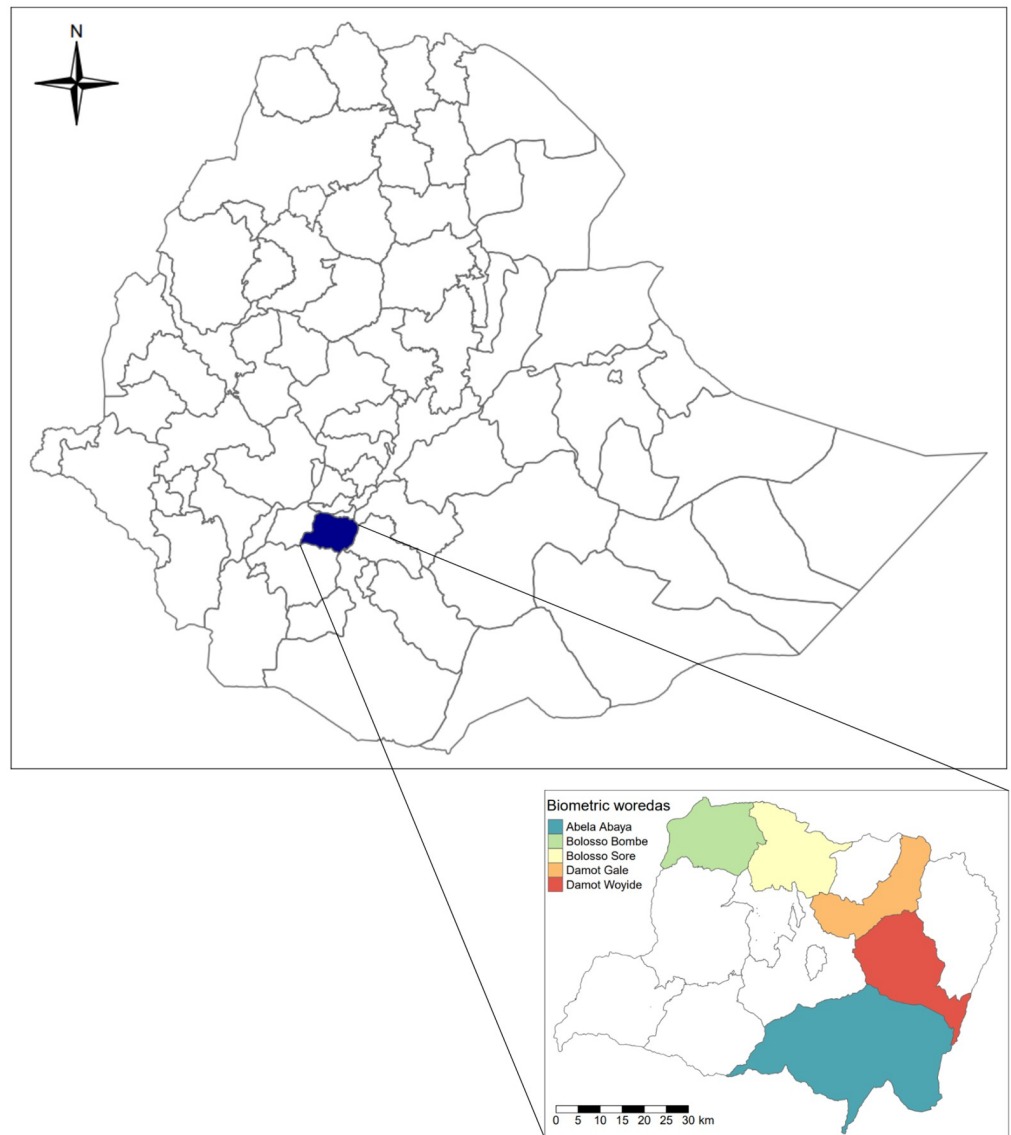 N
Biometric woredas
Abela Abaya
Bolosso Bombe
Bolosso Sore
Damot Gale
Damot Woyide
0 5 10 15 20 25 30 km